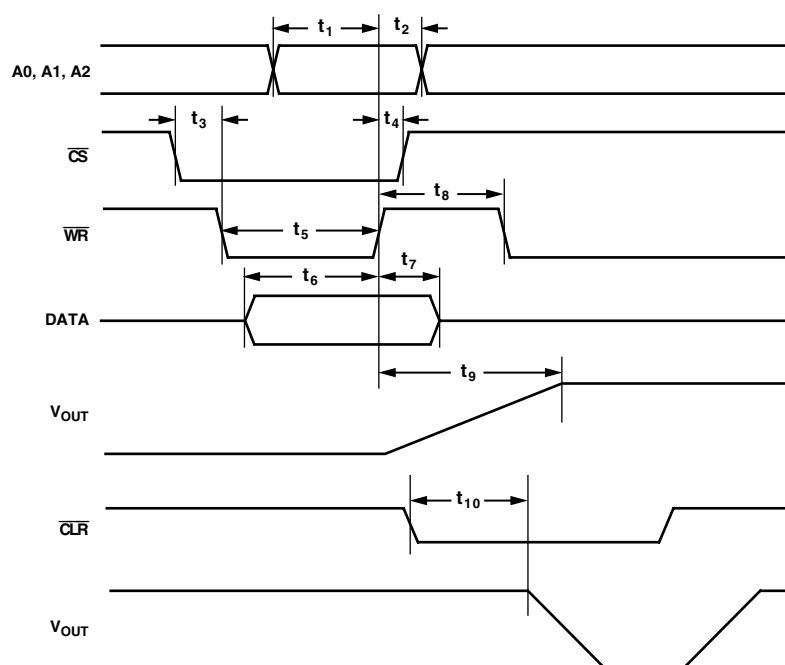 t1
t2
A0, A1, A2
t3
t4
CS
t8
WR
t5
t6
t7
DATA
t9
VOUT
t10
CLR
VOUT